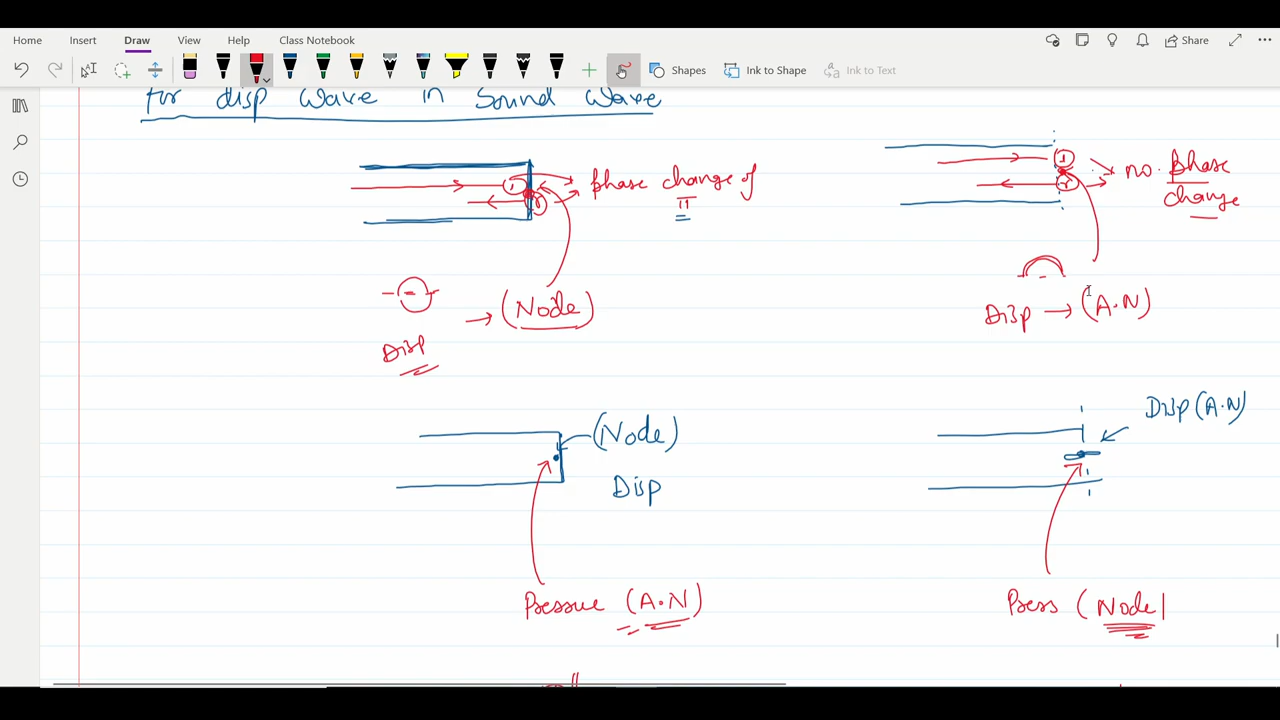 Home Insert Draw View Help Class Notebook
Share
Shapes Ink to Shape Ink to Text
for disp wave in Sound wave
phase change of
π
no. phase
change
(Node)
Disp
Disp → (A.N)
(Node)
Disp
Disp (A.N)
Pressue (A.N)
Press (Node)